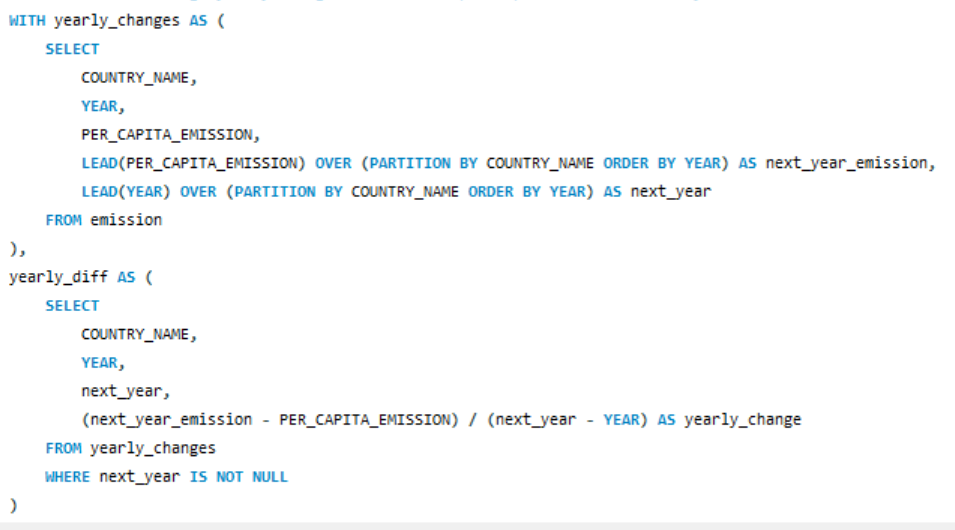 WITH yearly_changes AS (
SELECT
COUNTRY_NAME,
YEAR,
PER_CAPITA_EMISSION,
LEAD(PER_CAPITA_EMISSION) OVER (PARTITION BY COUNTRY_NAME ORDER BY YEAR) AS next_year_emission,
LEAD(YEAR) OVER (PARTITION BY COUNTRY_NAME ORDER BY YEAR) AS next_year
FROM emission
),
yearly_diff AS (
SELECT
COUNTRY_NAME,
YEAR,
next_year,
(next_year_emission - PER_CAPITA_EMISSION) / (next_year - YEAR) AS yearly_change
FROM yearly_changes
WHERE next_year IS NOT NULL
)